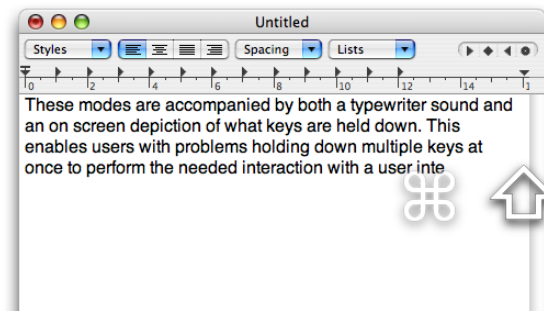 Untitled
Styles Spacing Lists
0 2 4 6 8 10 12 14 1
These modes are accompanied by both a typewriter sound and
an on screen depiction of what keys are held down. This
enables users with problems holding down multiple keys at
once to perform the needed interaction with a user inte
⌘ ⇧